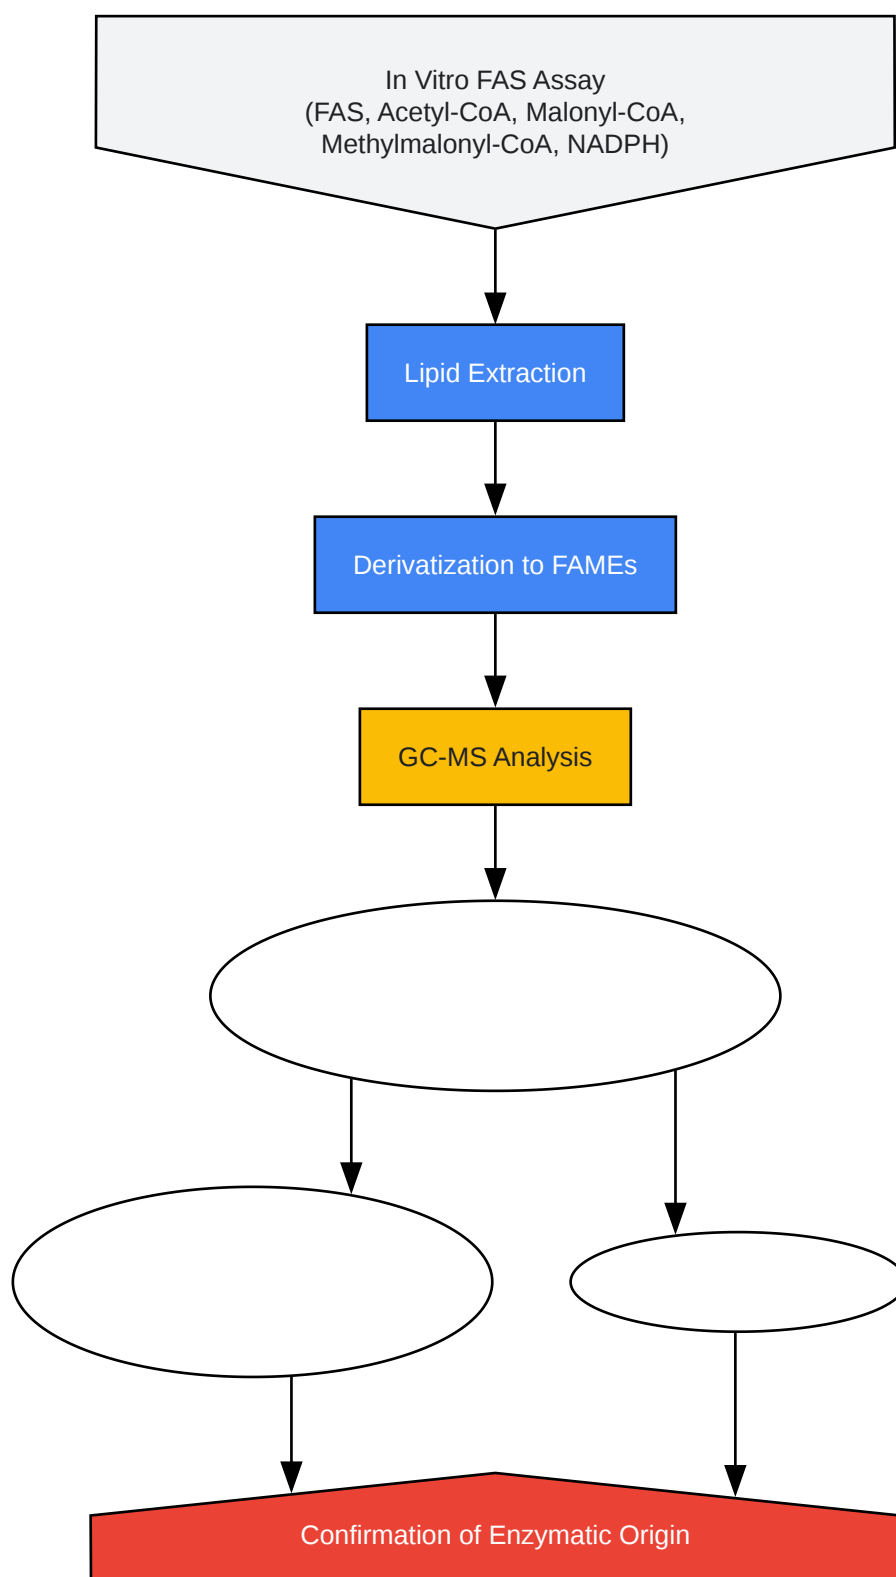 In Vitro FAS Assay
(FAS, Acetyl-CoA, Malonyl-CoA,
Methylmalonyl-CoA, NADPH)
Lipid Extraction
Derivatization to FAMEs
GC-MS Analysis
Confirmation of Enzymatic Origin